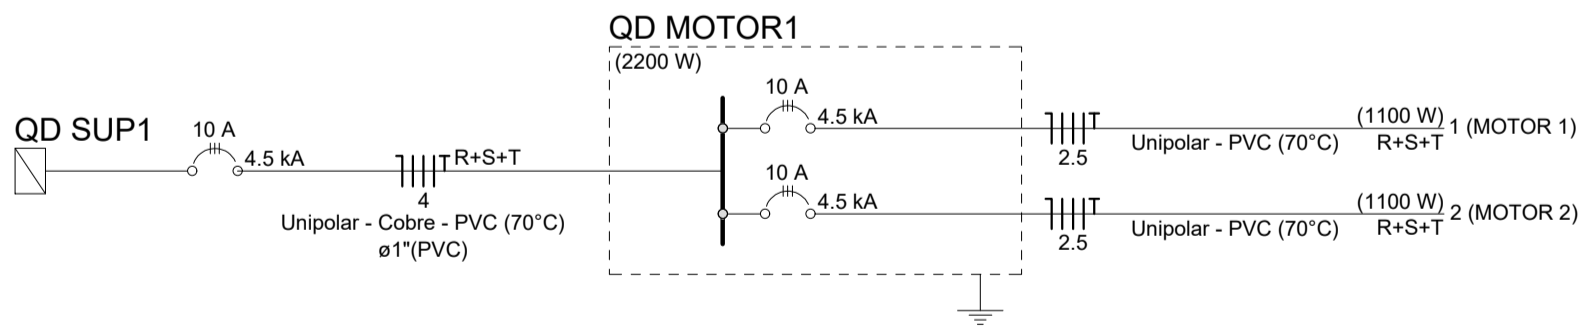 QD MOTOR1
(2200 W)
QD SUP1
10 A
4.5 kA
R+S+T
4
Unipolar - Cobre - PVC (70°C)
ø1"(PVC)
10 A
4.5 kA
2.5
Unipolar - PVC (70°C)
(1100 W)
R+S+T
1 (MOTOR 1)
10 A
4.5 kA
2.5
Unipolar - PVC (70°C)
(1100 W)
R+S+T
2 (MOTOR 2)